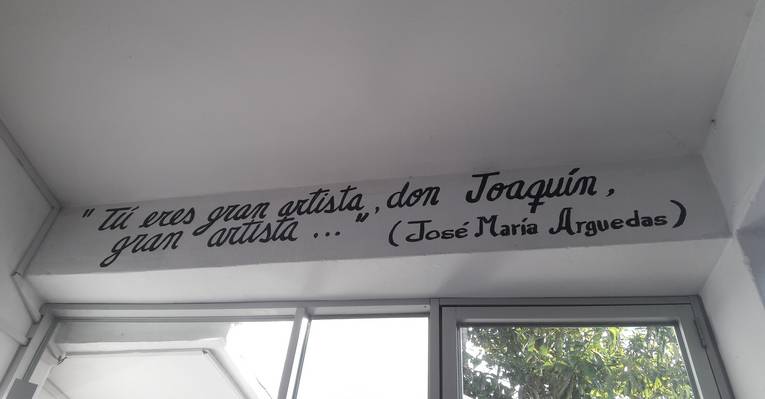 "Tú eres gran artista, don Joaquín,
gran artista ..." (José María Arguedas)